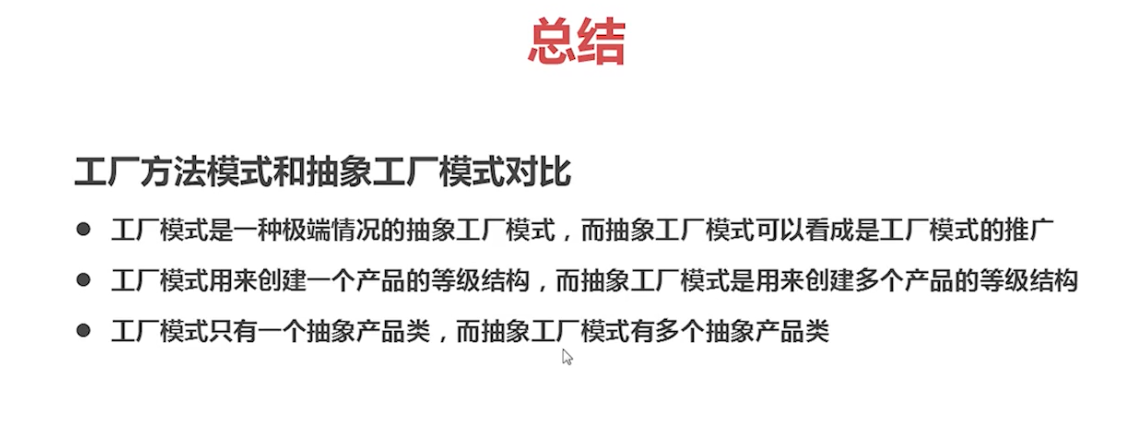 总结
工厂方法模式和抽象工厂模式对比
● 工厂模式是一种极端情况的抽象工厂模式，而抽象工厂模式可以看成是工厂模式的推广
● 工厂模式用来创建一个产品的等级结构，而抽象工厂模式是用来创建多个产品的等级结构
● 工厂模式只有一个抽象产品类，而抽象工厂模式有多个抽象产品类